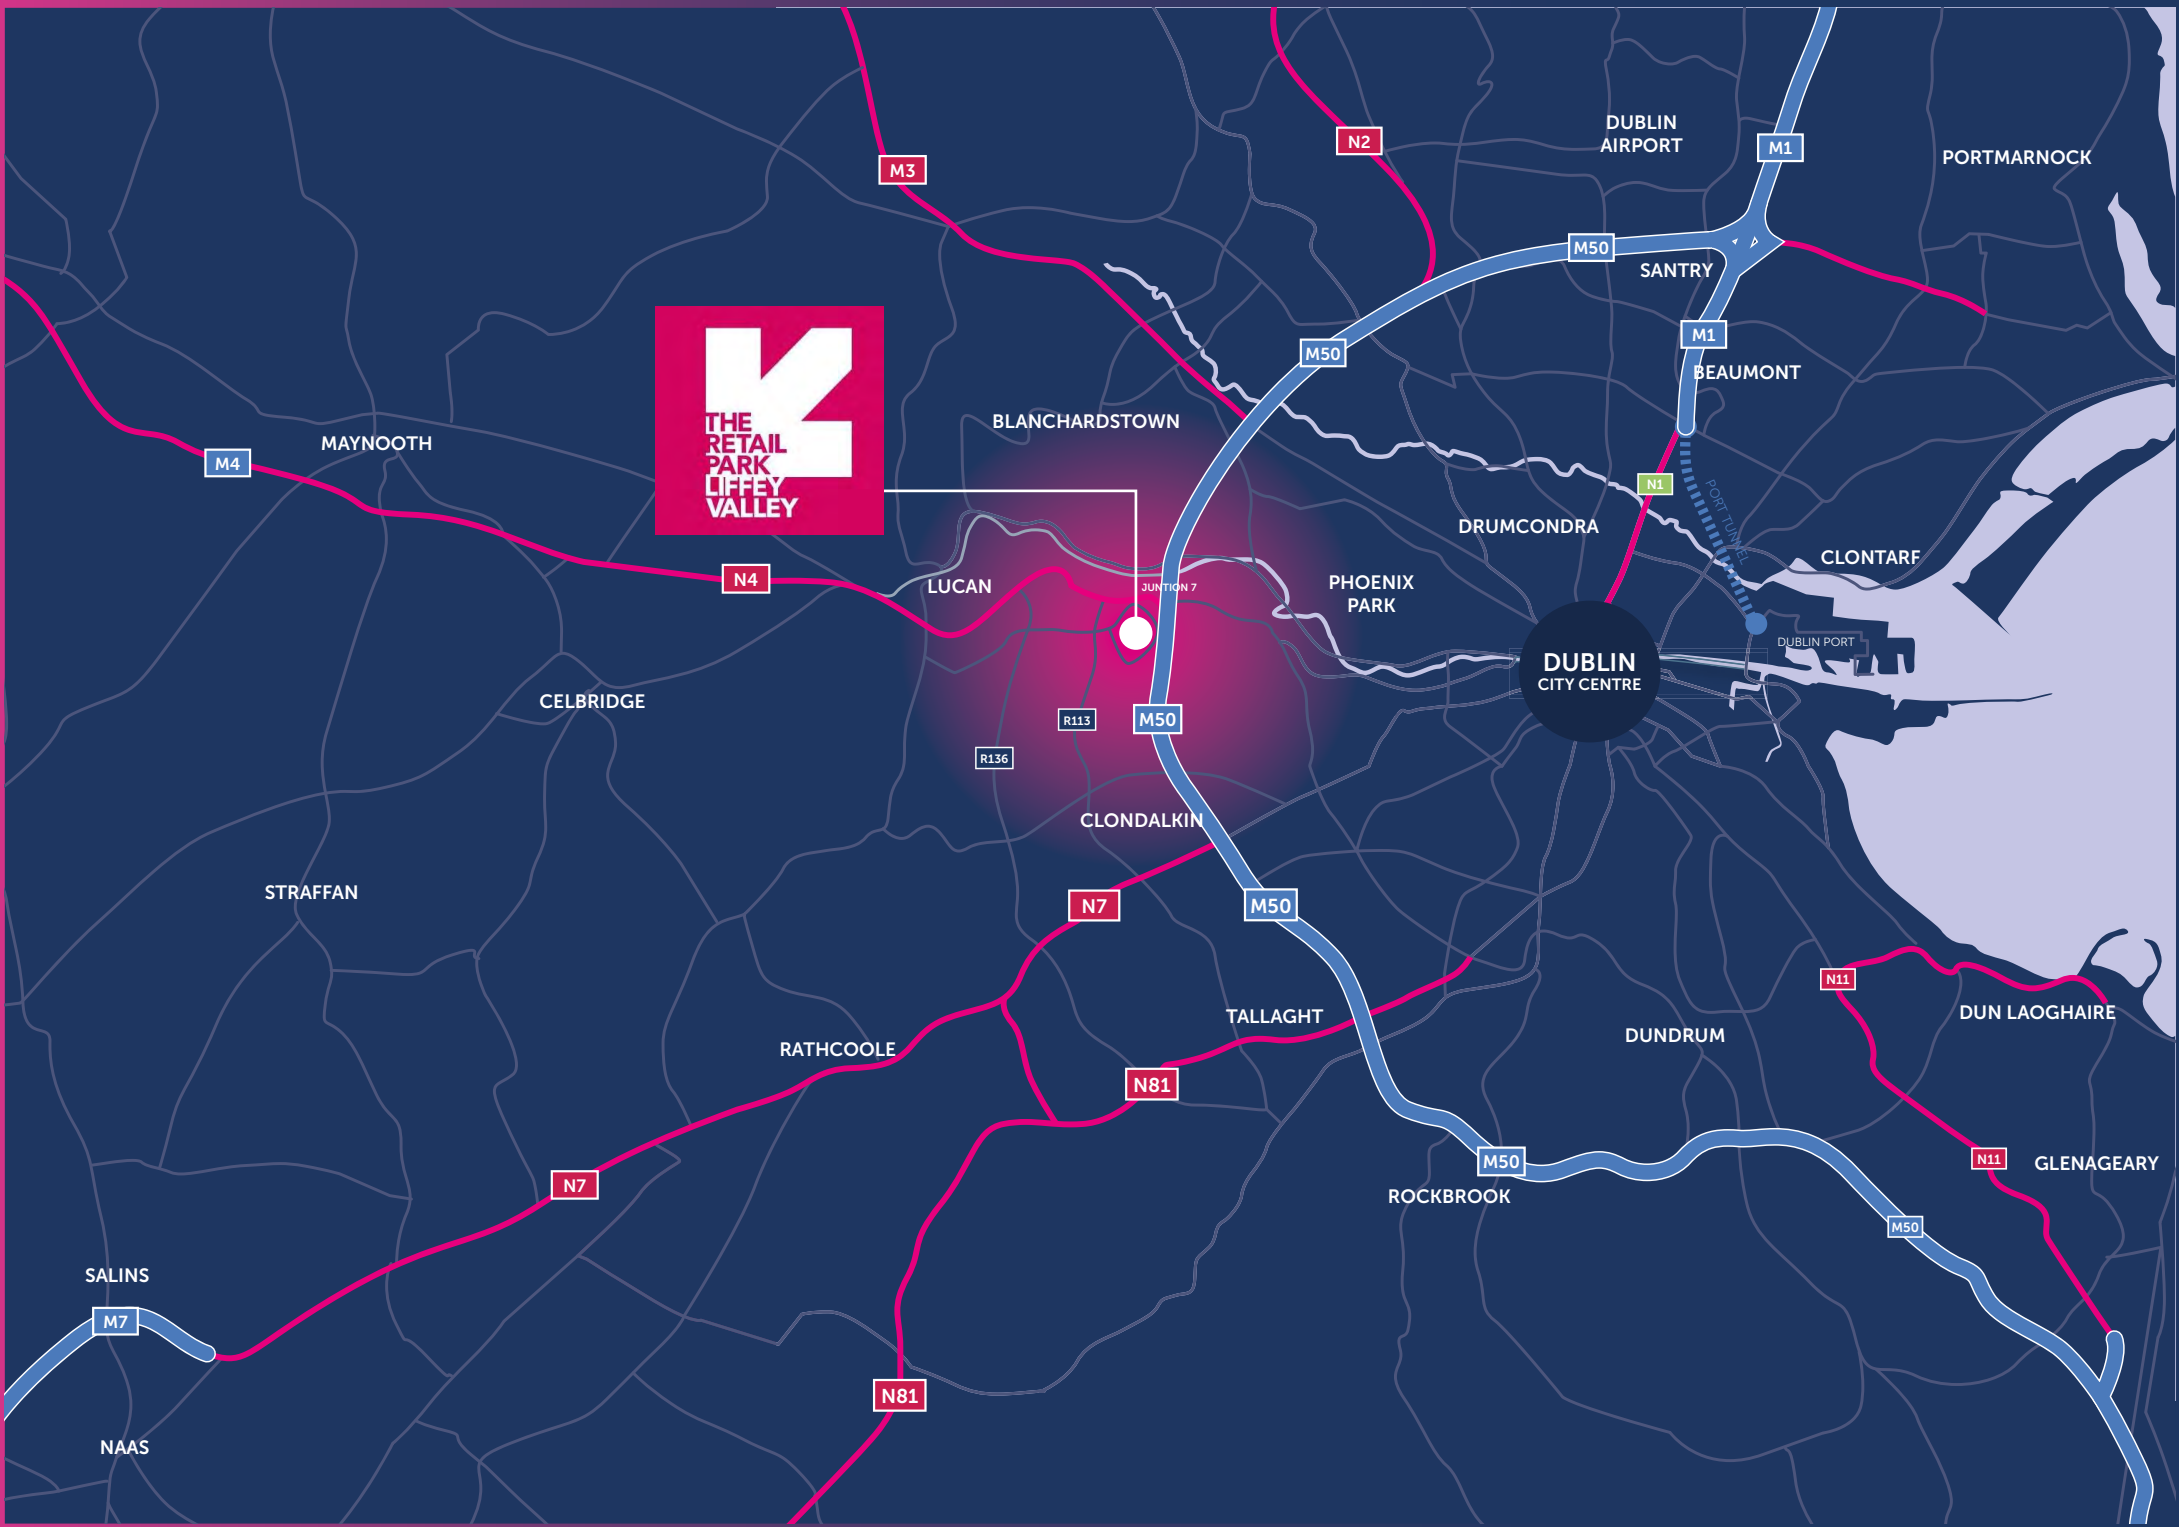 DUBLIN
AIRPORT
N2
M1
PORTMARNOCK
M3
M50
SANTRY
M1
M50
BEAUMONT
THE
RETAIL
PARK
LIFFEY
VALLEY
BLANCHARDSTOWN
MAYNOOTH
M4
N1
PORT TUNNEL
DRUMCONDRA
CLONTARF
N4
LUCAN
JUNTION 7
PHOENIX
PARK
DUBLIN PORT
DUBLIN
CITY CENTRE
CELBRIDGE
R113
M50
R136
CLONDALKIN
STRAFFAN
N7
M50
N11
DUN LAOGHAIRE
TALLAGHT
DUNDRUM
RATHCOOLE
N81
N7
M50
N11
GLENAGEARY
ROCKBROOK
M50
SALINS
M7
N81
NAAS